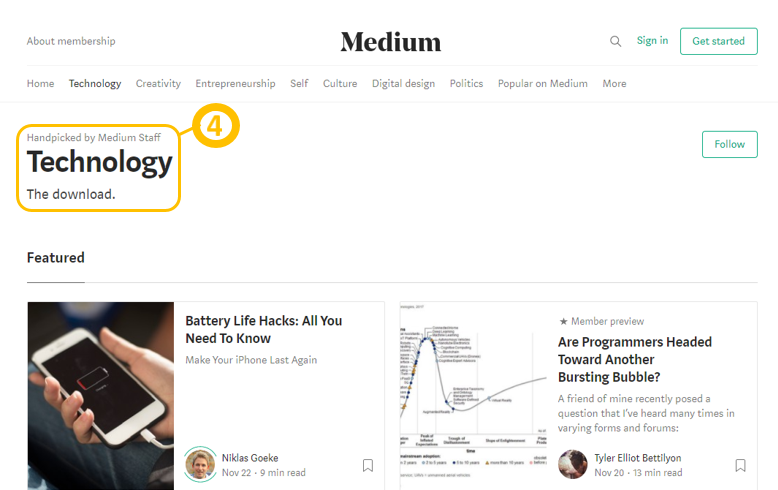 About membership
Medium
Sign in
Get started
Home Technology Creativity Entrepreneurship Self Culture Digital design Politics Popular on Medium More
4
Handpicked by Medium Staff
Technology
The download.
Follow
Featured
Battery Life Hacks: All You
Need To Know
Make Your iPhone Last Again
Niklas Goeke
Nov 22 · 9 min read
★ Member preview
Are Programmers Headed
Toward Another
Bursting Bubble?
A friend of mine recently posed a
question that I've heard many times in
varying forms and forums:
Tyler Elliot Bettilyon
Nov 20 · 13 min read